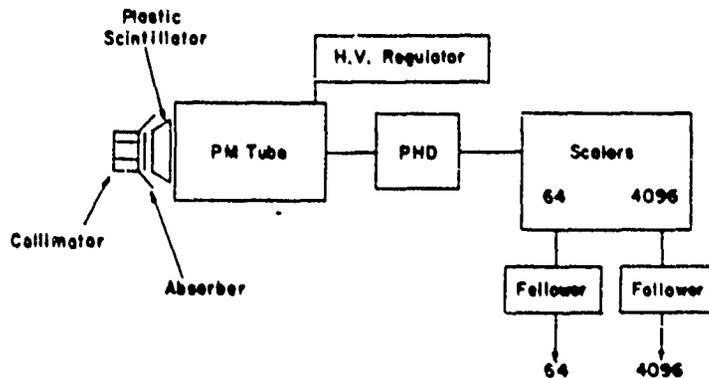 Plastic
Scintillator
H.V. Regulator
PM Tube
PHD
Scalers
64 4096
Collimator
Absorber
Follower
Follower
64
4096